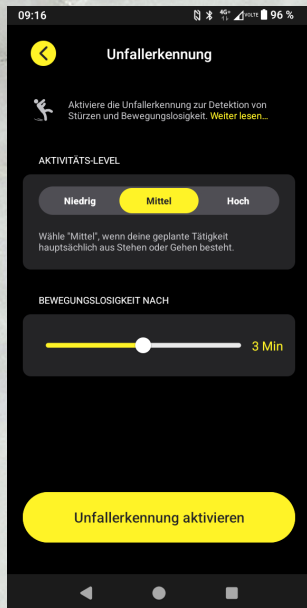 09:16
4G+
VOLTE
96 %
Unfallerkennung
Aktiviere die Unfallerkennung zur Detektion von
Stürzen und Bewegungslosigkeit. Weiter lesen...
AKTIVITÄTS-LEVEL
Niedrig
Mittel
Hoch
Wähle "Mittel", wenn deine geplante Tätigkeit
hauptsächlich aus Stehen oder Gehen besteht.
BEWEGUNGSLOSIGKEIT NACH
3 Min
Unfallerkennung aktivieren